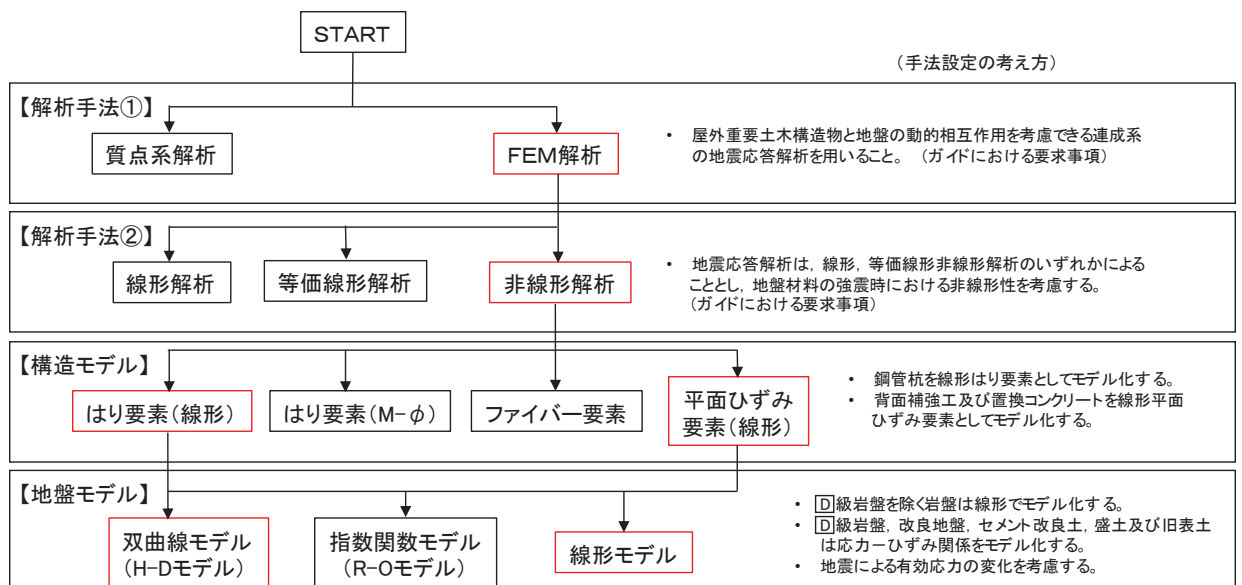 START
(手法設定の考え方)
【解析手法①】
質点系解析
FEM解析
・ 屋外重要土木構造物と地盤の動的相互作用を考慮できる連成系
の地震応答解析を用いること。 (ガイドにおける要求事項)
【解析手法②】
線形解析
等価線形解析
非線形解析
・ 地震応答解析は, 線形, 等価線形非線形解析のいずれかによる
こととし, 地盤材料の強震時における非線形性を考慮する。
(ガイドにおける要求事項)
【構造モデル】
はり要素(線形)
はり要素(M-φ)
ファイバー要素
平面ひずみ
要素(線形)
・ 鋼管杭を線形はり要素としてモデル化する。
・ 背面補強工及び置換コンクリートを線形平面
ひずみ要素としてモデル化する。
【地盤モデル】
双曲線モデル
(H-Dモデル)
指数関数モデル
(R-Oモデル)
線形モデル
・ D級岩盤を除く岩盤は線形でモデル化する。
・ D級岩盤, 改良地盤, セメント改良土, 盛土及び旧表土
は応力ーひずみ関係をモデル化する。
・ 地震による有効応力の変化を考慮する。